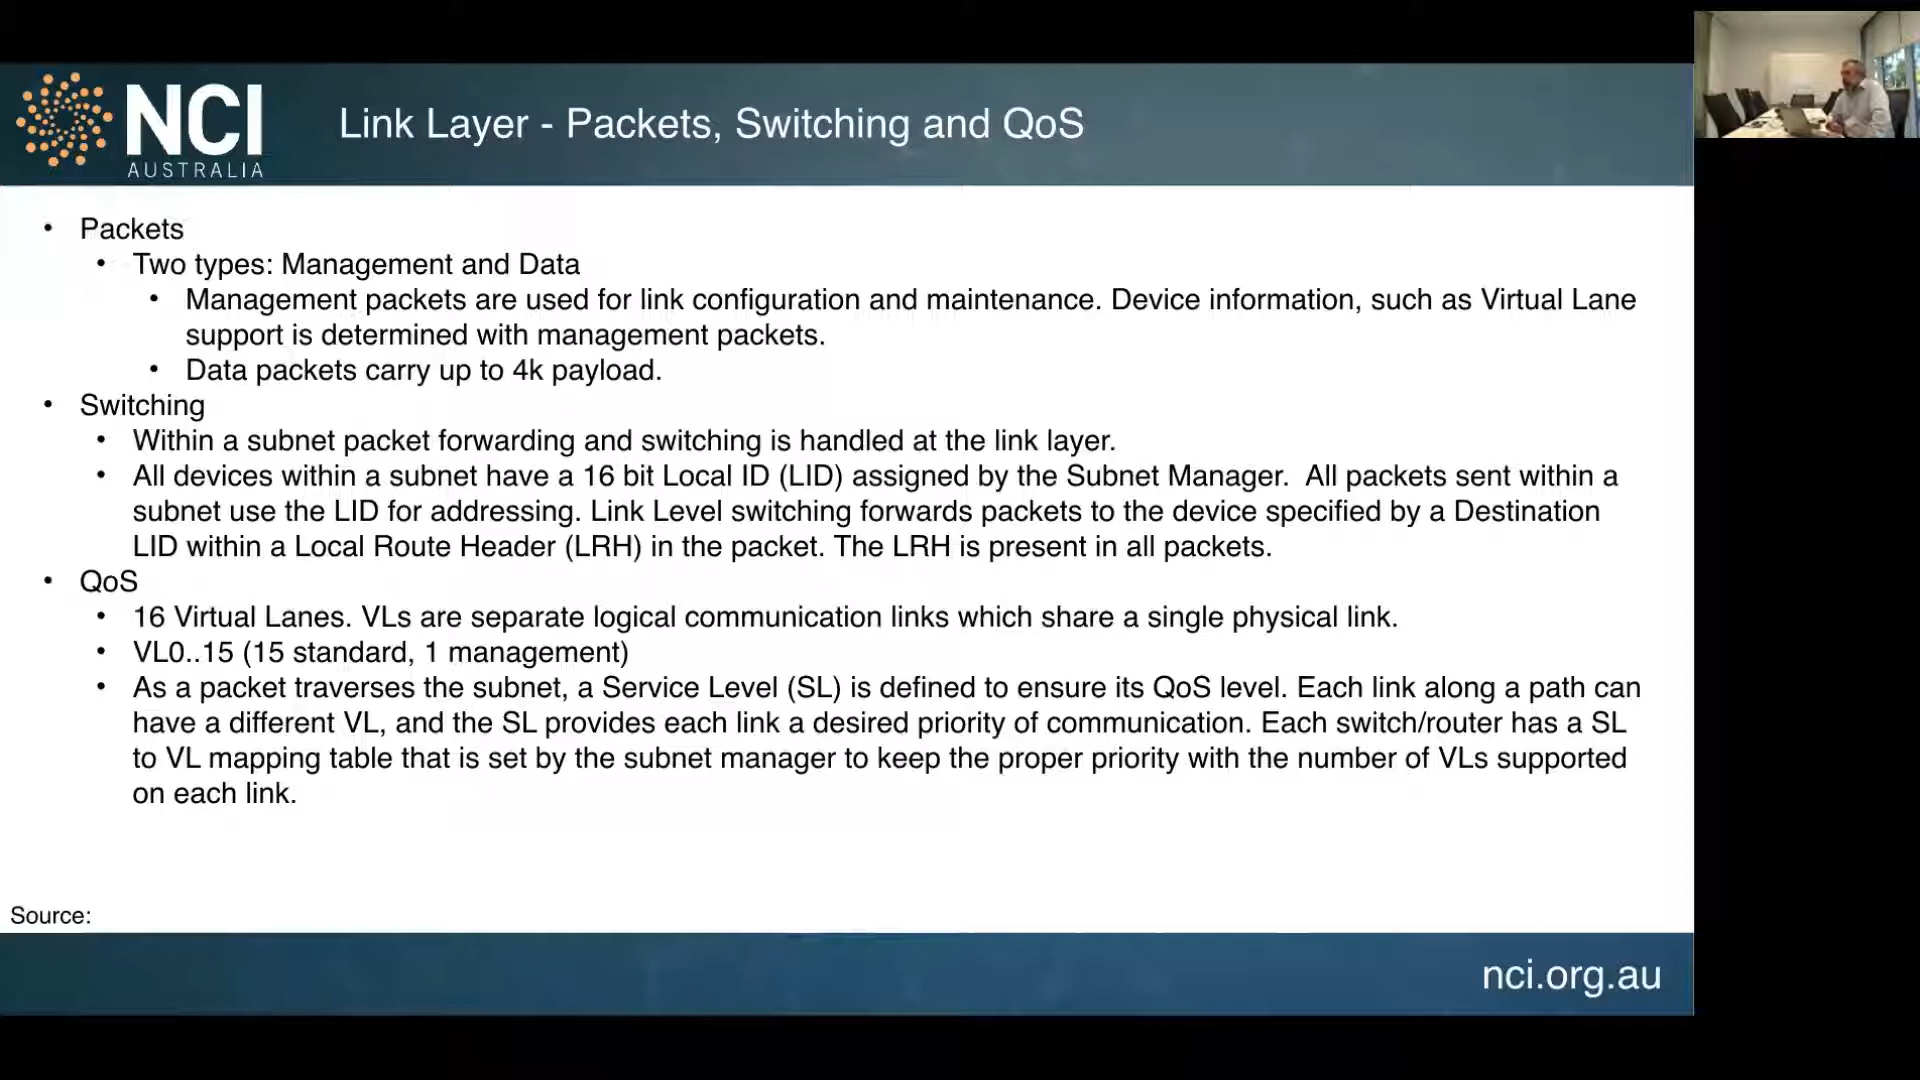 NCI
AUSTRALIA
Link Layer - Packets, Switching and QoS
• Packets
• Two types: Management and Data
• Management packets are used for link configuration and maintenance. Device information, such as Virtual Lane
support is determined with management packets.
• Data packets carry up to 4k payload.
• Switching
• Within a subnet packet forwarding and switching is handled at the link layer.
• All devices within a subnet have a 16 bit Local ID (LID) assigned by the Subnet Manager.  All packets sent within a
subnet use the LID for addressing. Link Level switching forwards packets to the device specified by a Destination
LID within a Local Route Header (LRH) in the packet. The LRH is present in all packets.
• QoS
• 16 Virtual Lanes. VLs are separate logical communication links which share a single physical link.
• VL0..15 (15 standard, 1 management)
• As a packet traverses the subnet, a Service Level (SL) is defined to ensure its QoS level. Each link along a path can
have a different VL, and the SL provides each link a desired priority of communication. Each switch/router has a SL
to VL mapping table that is set by the subnet manager to keep the proper priority with the number of VLs supported
on each link.
Source:
nci.org.au